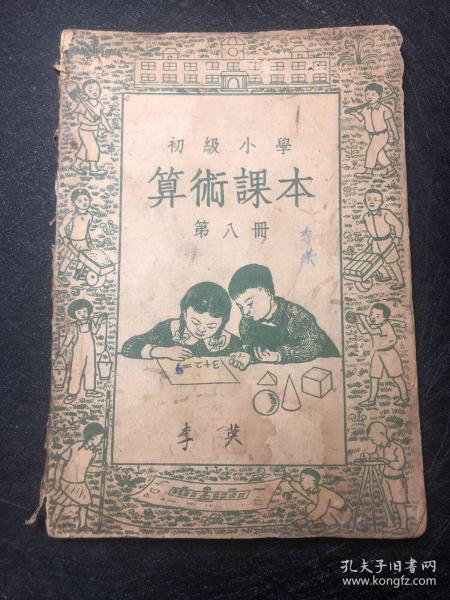 初級小學
算術課本
第八冊
李英
3+2=
李英
孔夫子旧书网
www.kongfz.com